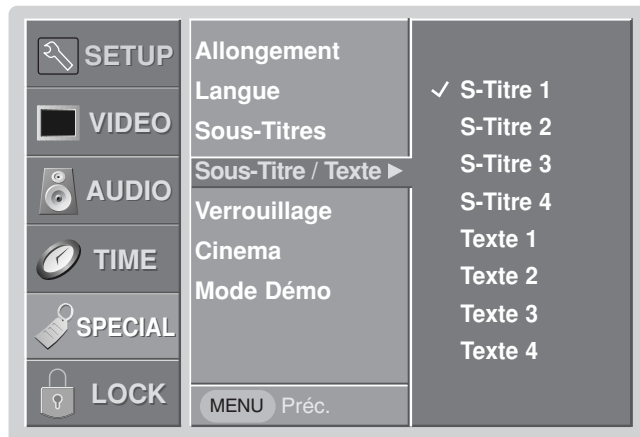 SETUP
VIDEO
AUDIO
TIME
SPECIAL
LOCK
Allongement
Langue
Sous-Titres
Sous-Titre / Texte ►
Verrouillage
Cinema
Mode Démo
MENU Préc.
✓ S-Titre 1
S-Titre 2
S-Titre 3
S-Titre 4
Texte 1
Texte 2
Texte 3
Texte 4